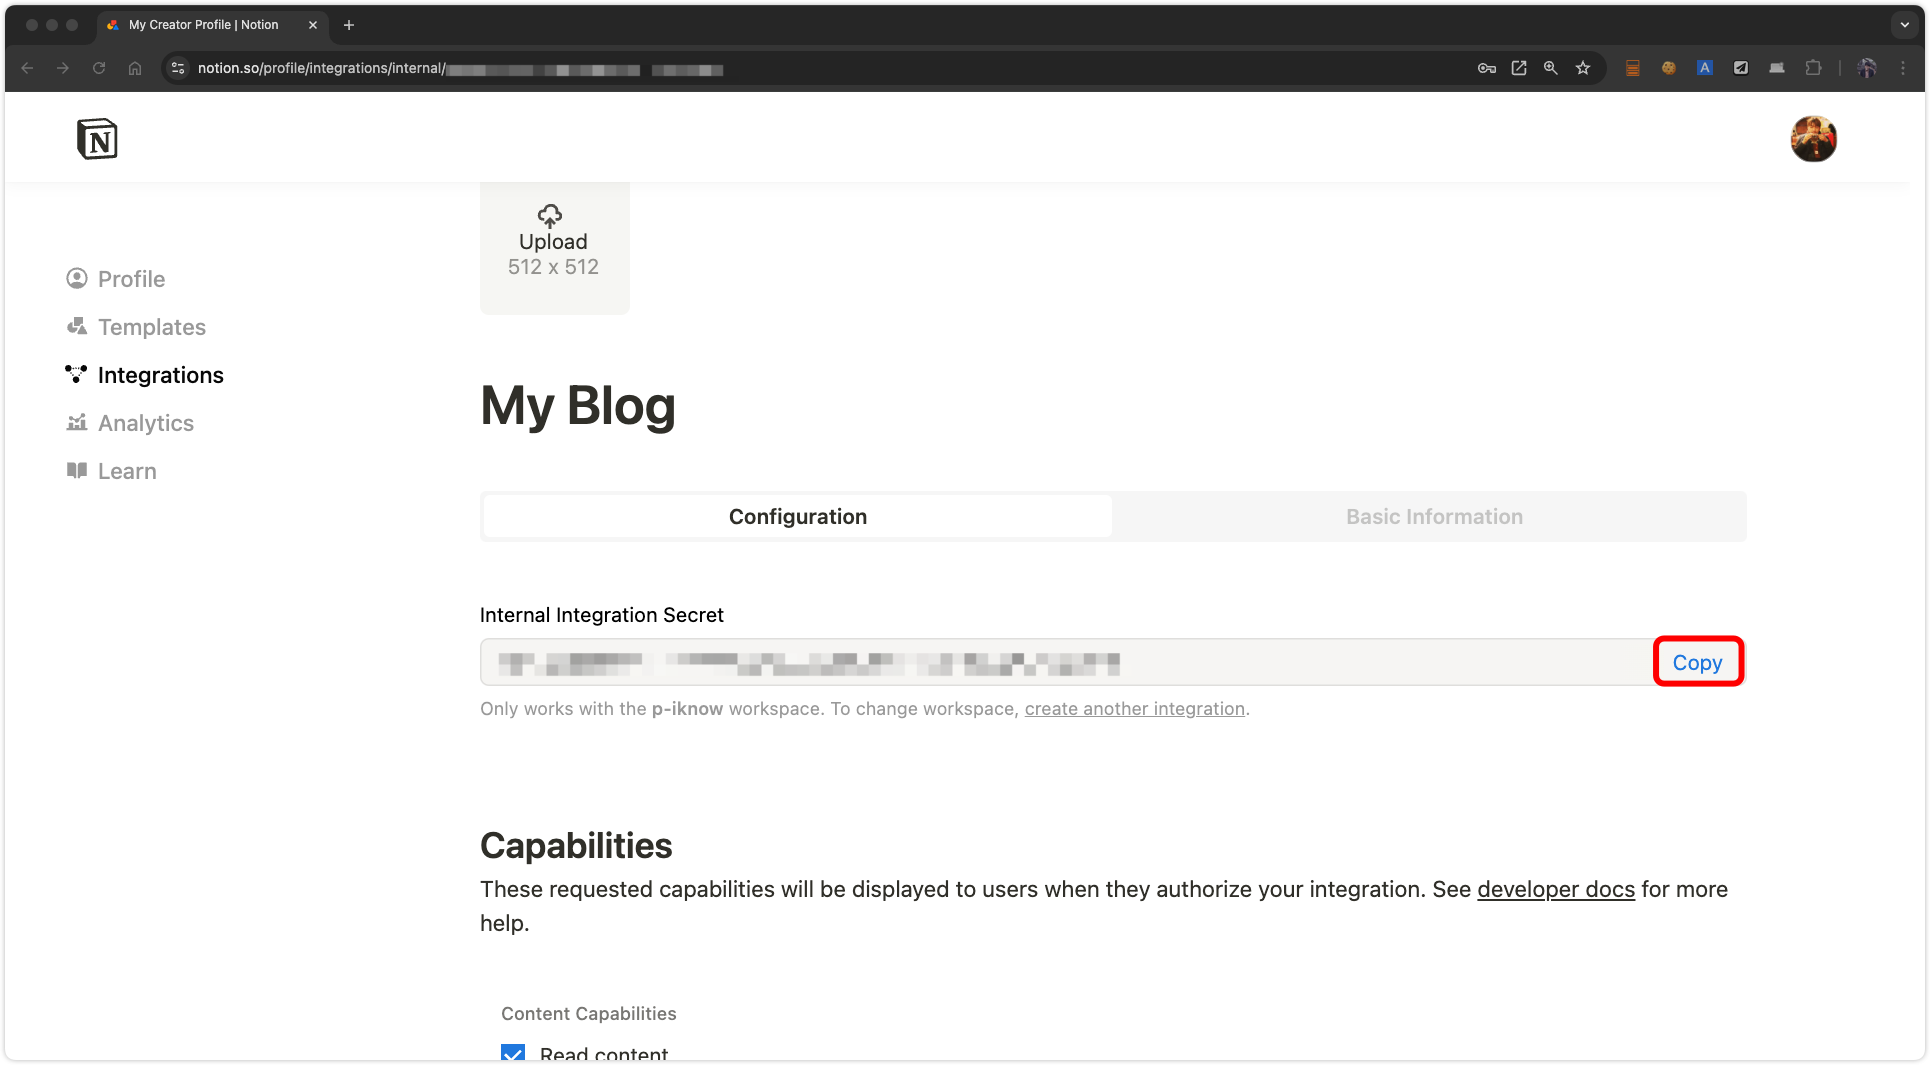 My Creator Profile | Notion
notion.so/profile/integrations/internal/
N
Upload
512 x 512
Profile
Templates
Integrations
Analytics
Learn
My Blog
Configuration
Basic Information
Internal Integration Secret
Copy
Only works with the p-iknow workspace. To change workspace, create another integration.
Capabilities
These requested capabilities will be displayed to users when they authorize your integration. See developer docs for more
help.
Content Capabilities
Read content